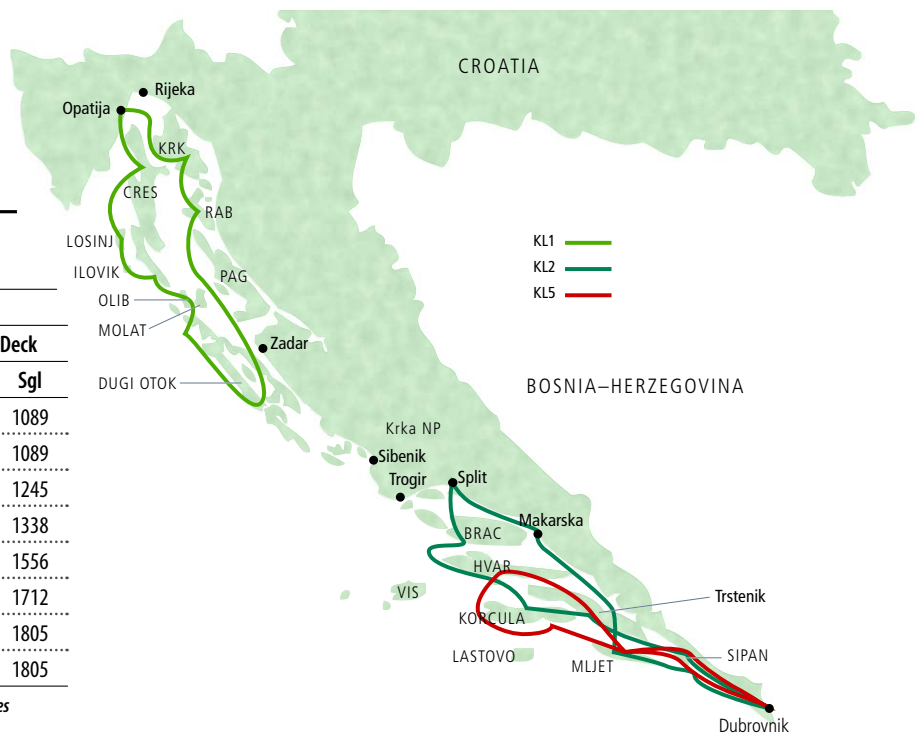 CROATIA
Rijeka
Opatija
KRK
CRES
RAB
LOSINJ
ILOVIK
PAG
OLIB
MOLAT
Zadar
DUGI OTOK
KL1
KL2
KL5
BOSNIA–HERZEGOVINA
Krka NP
Sibenik
Trogir
Split
Makarska
BRAC
HVAR
VIS
Trstenik
KORCULA
LASTOVO
MLJET
SIPAN
Dubrovnik
Deck
Sgl
1089
1089
1245
1338
1556
1712
1805
1805
es